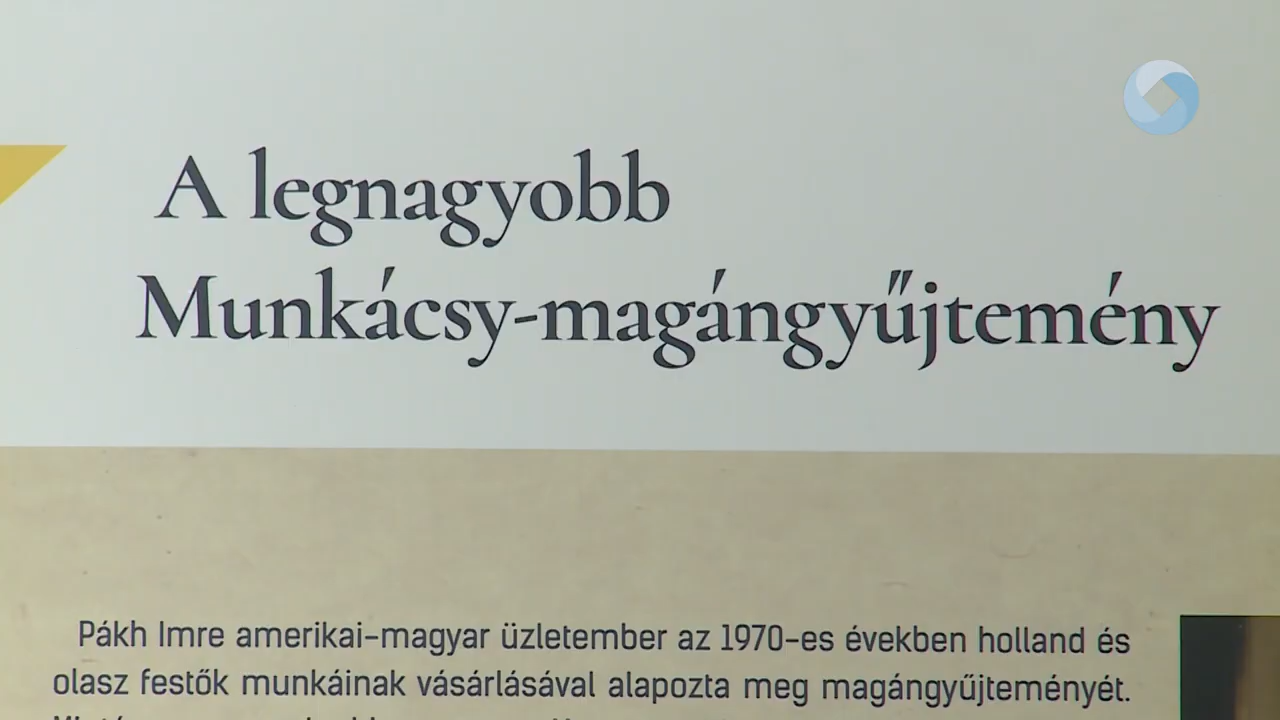 A legnagyobb
Munkácsy-magángyűjtemény
Pákh Imre amerikai-magyar üzletember az 1970-es években holland és
olasz festők munkáinak vásárlásával alapozta meg magángyűjteményét.